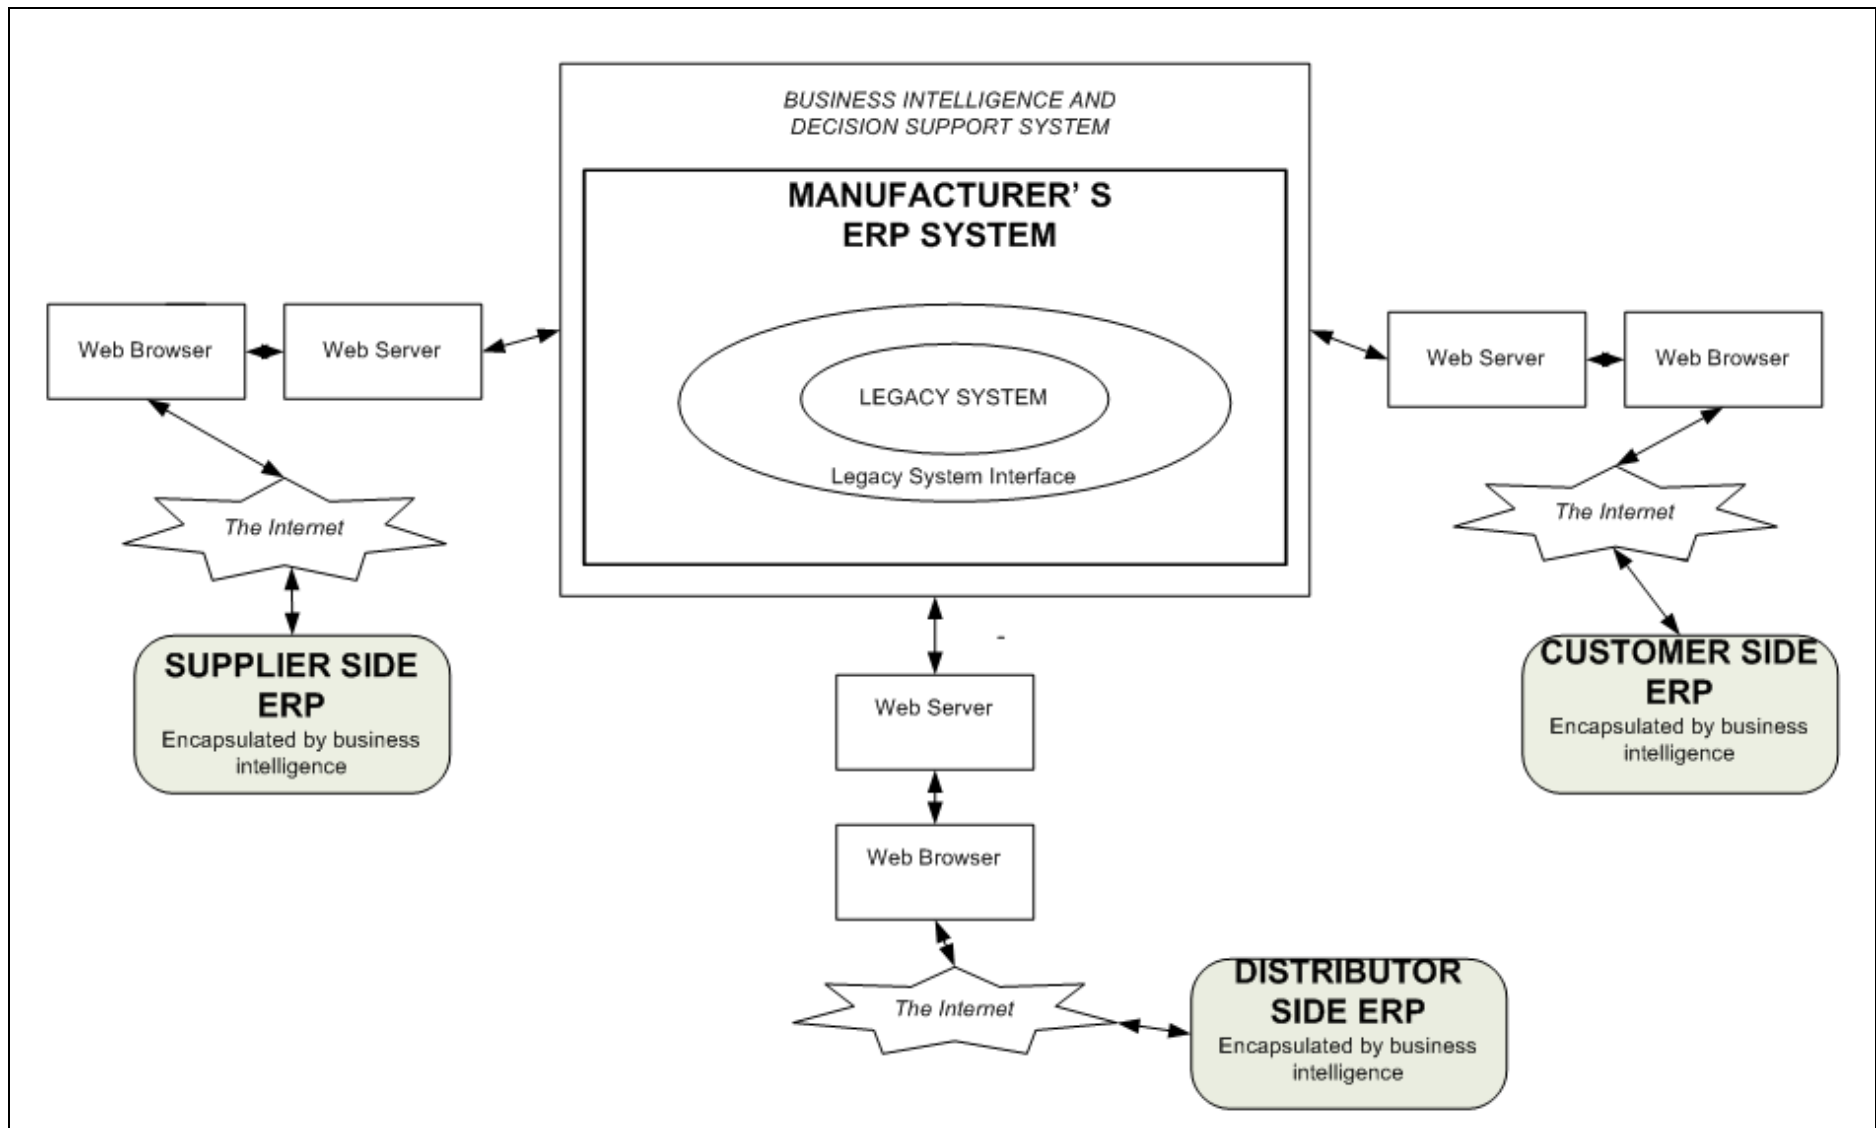 BUSINESS INTELLIGENCE AND
DECISION SUPPORT SYSTEM
MANUFACTURER' S
ERP SYSTEM
LEGACY SYSTEM
Legacy System Interface
Web Browser
Web Server
The Internet
SUPPLIER SIDE
ERP
Encapsulated by business
intelligence
Web Server
Web Browser
The Internet
CUSTOMER SIDE
ERP
Encapsulated by business
intelligence
-
Web Server
Web Browser
The Internet
DISTRIBUTOR
SIDE ERP
Encapsulated by business
intelligence